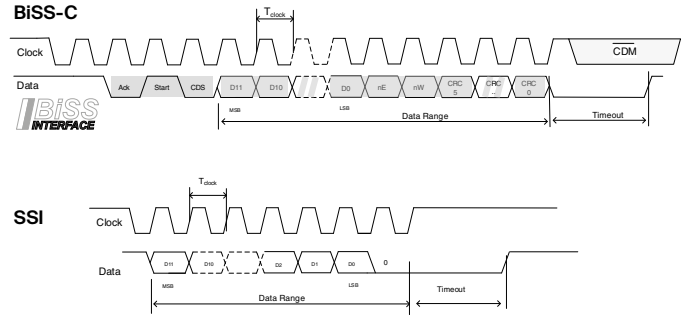 BiSS-C
Tclock
Clock
CDM
Data Ack Start CDS D11 D10 D0 nE nW CRC 5 CRC .. CRC 0
MSB LSB
Data Range Timeout
BiSS
INTERFACE
Tclock
SSI
Clock
Data D11 D10 D2 D1 D0 0
MSB LSB
Data Range Timeout